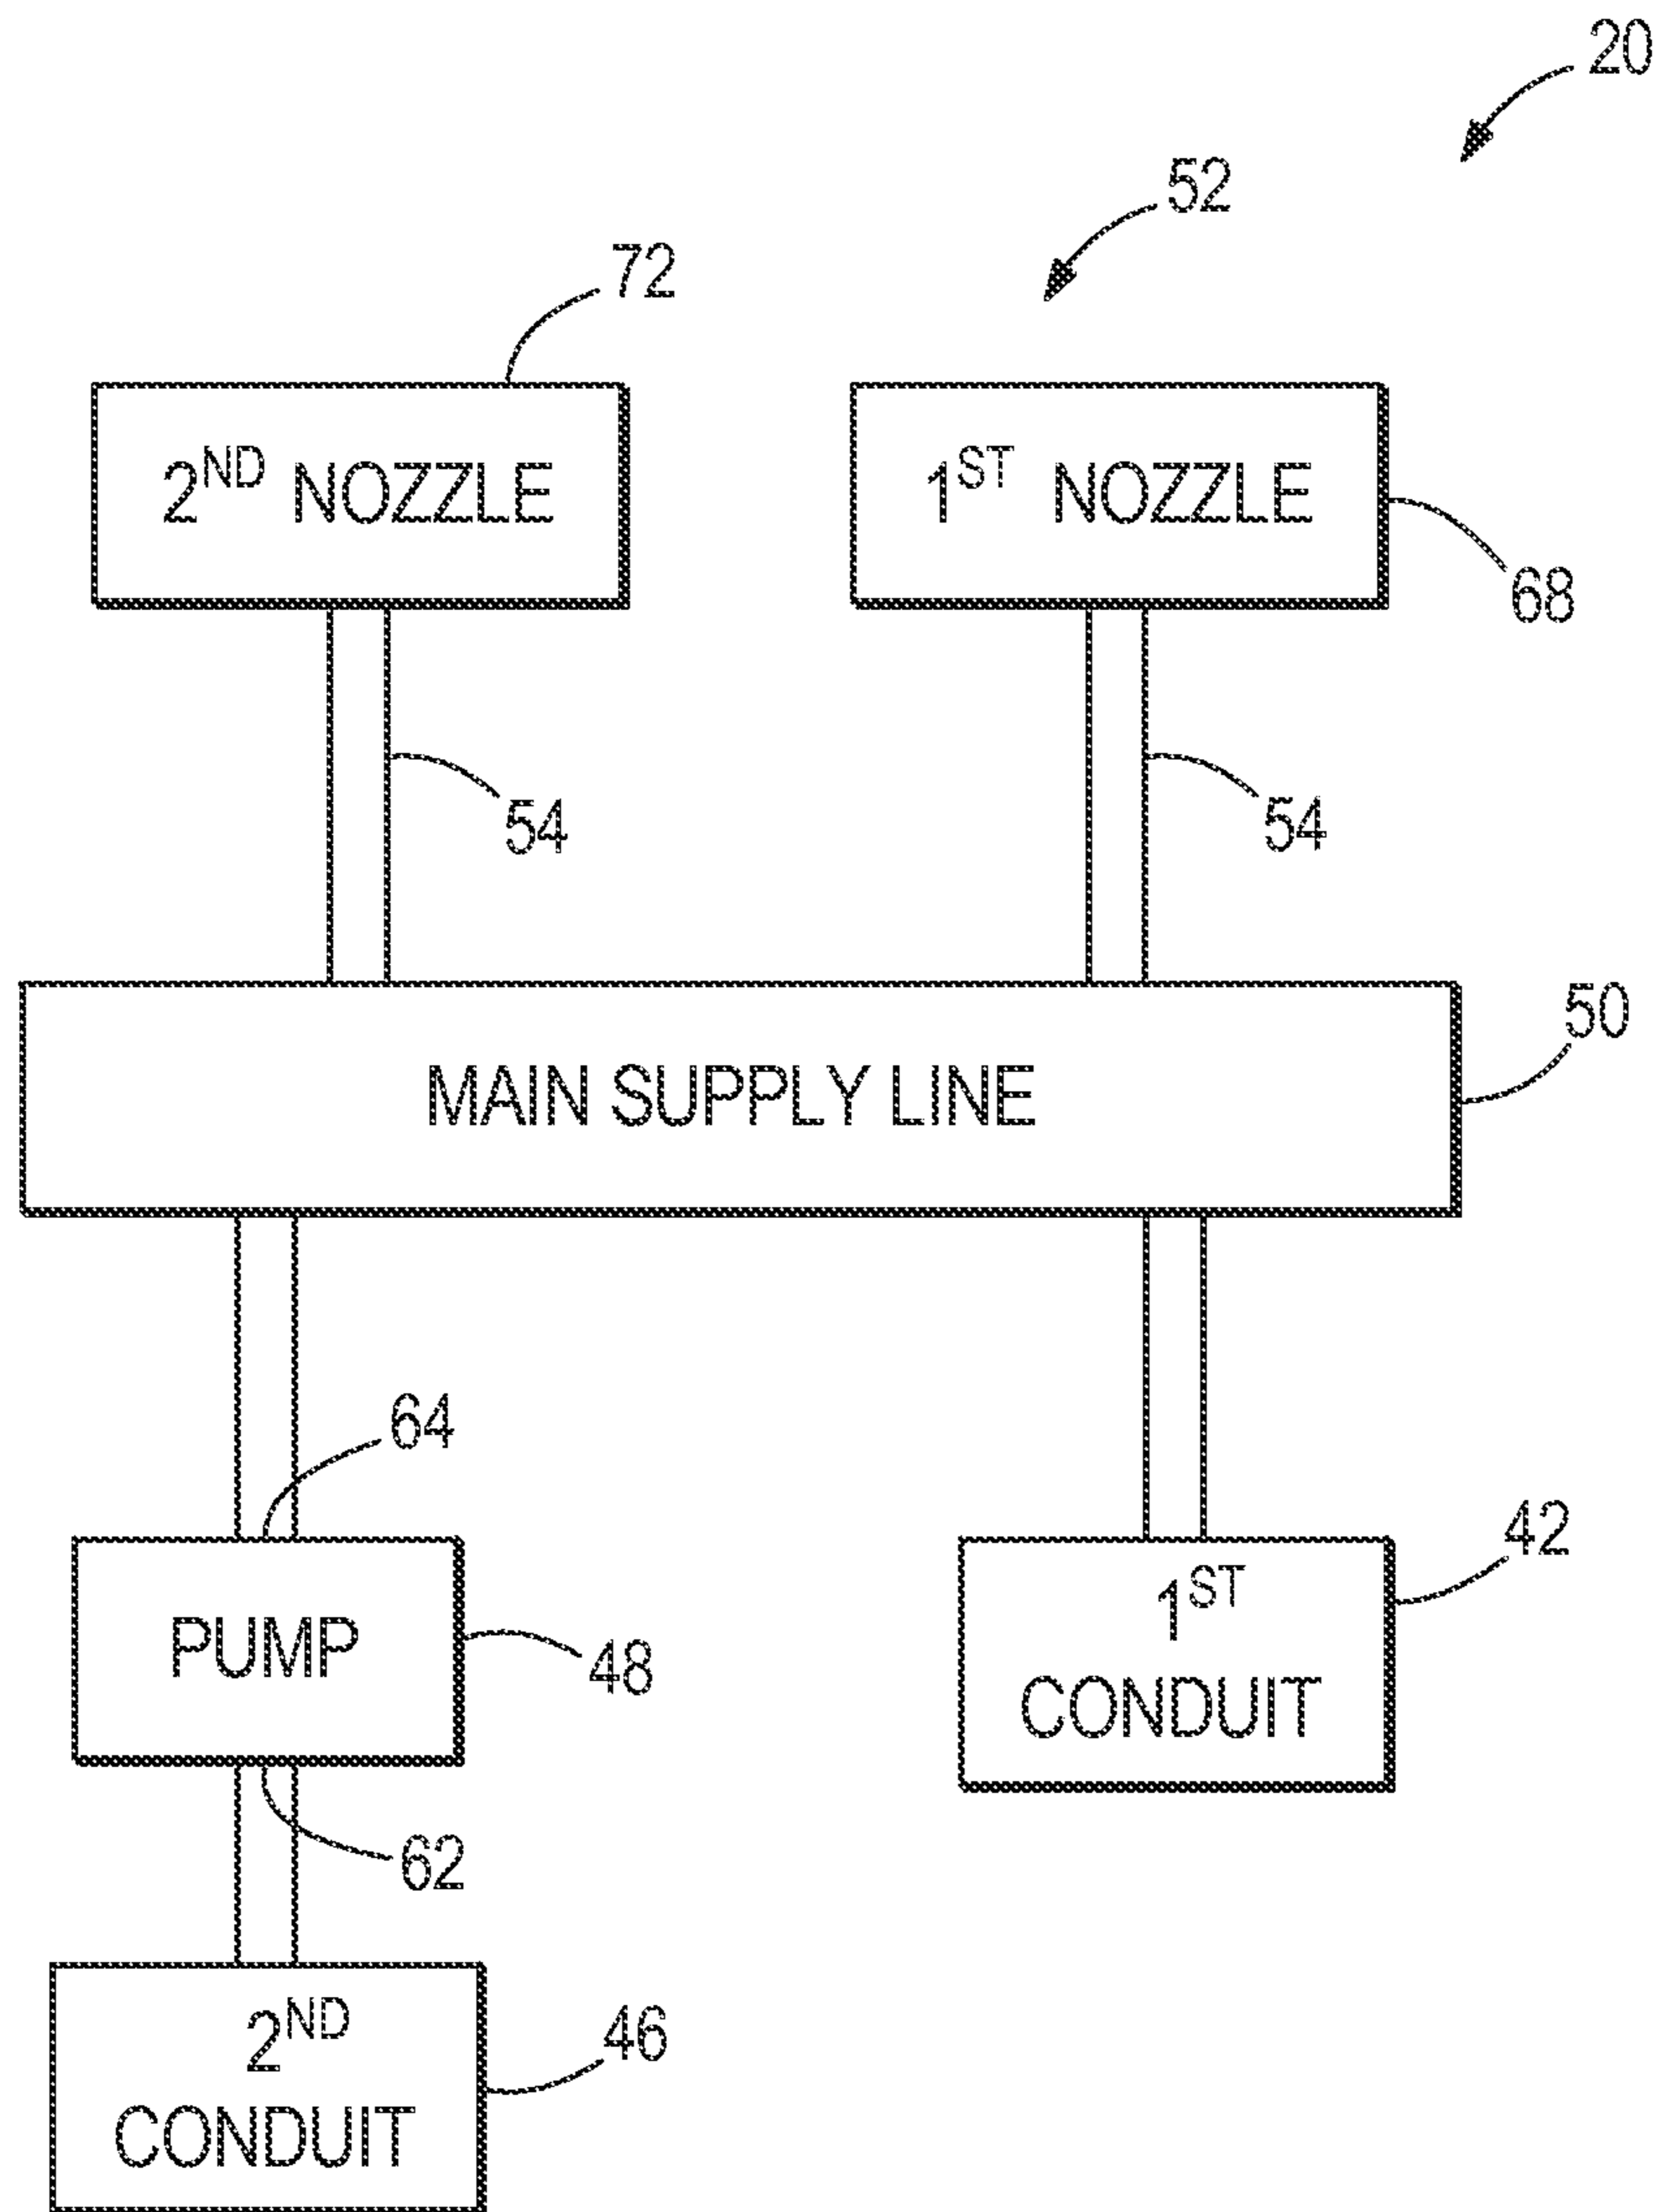 20
52
72
2ND NOZZLE
1ST NOZZLE
68
54
54
50
MAIN SUPPLY LINE
64
42
PUMP
48
1ST
CONDUIT
62
2ND
CONDUIT
46